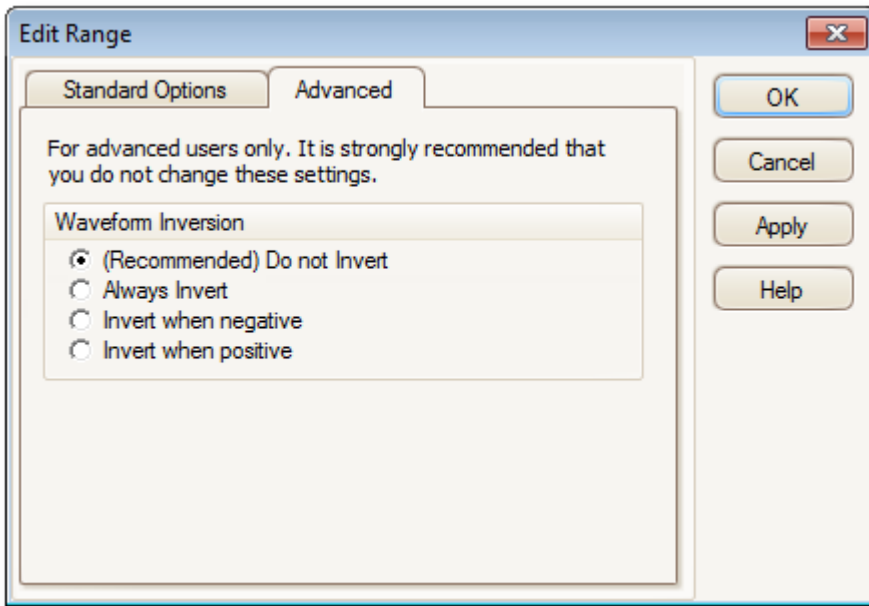 Edit Range
Standard Options
Advanced
For advanced users only. It is strongly recommended that
you do not change these settings.
Waveform Inversion
(Recommended) Do not Invert
Always Invert
Invert when negative
Invert when positive
OK
Cancel
Apply
Help